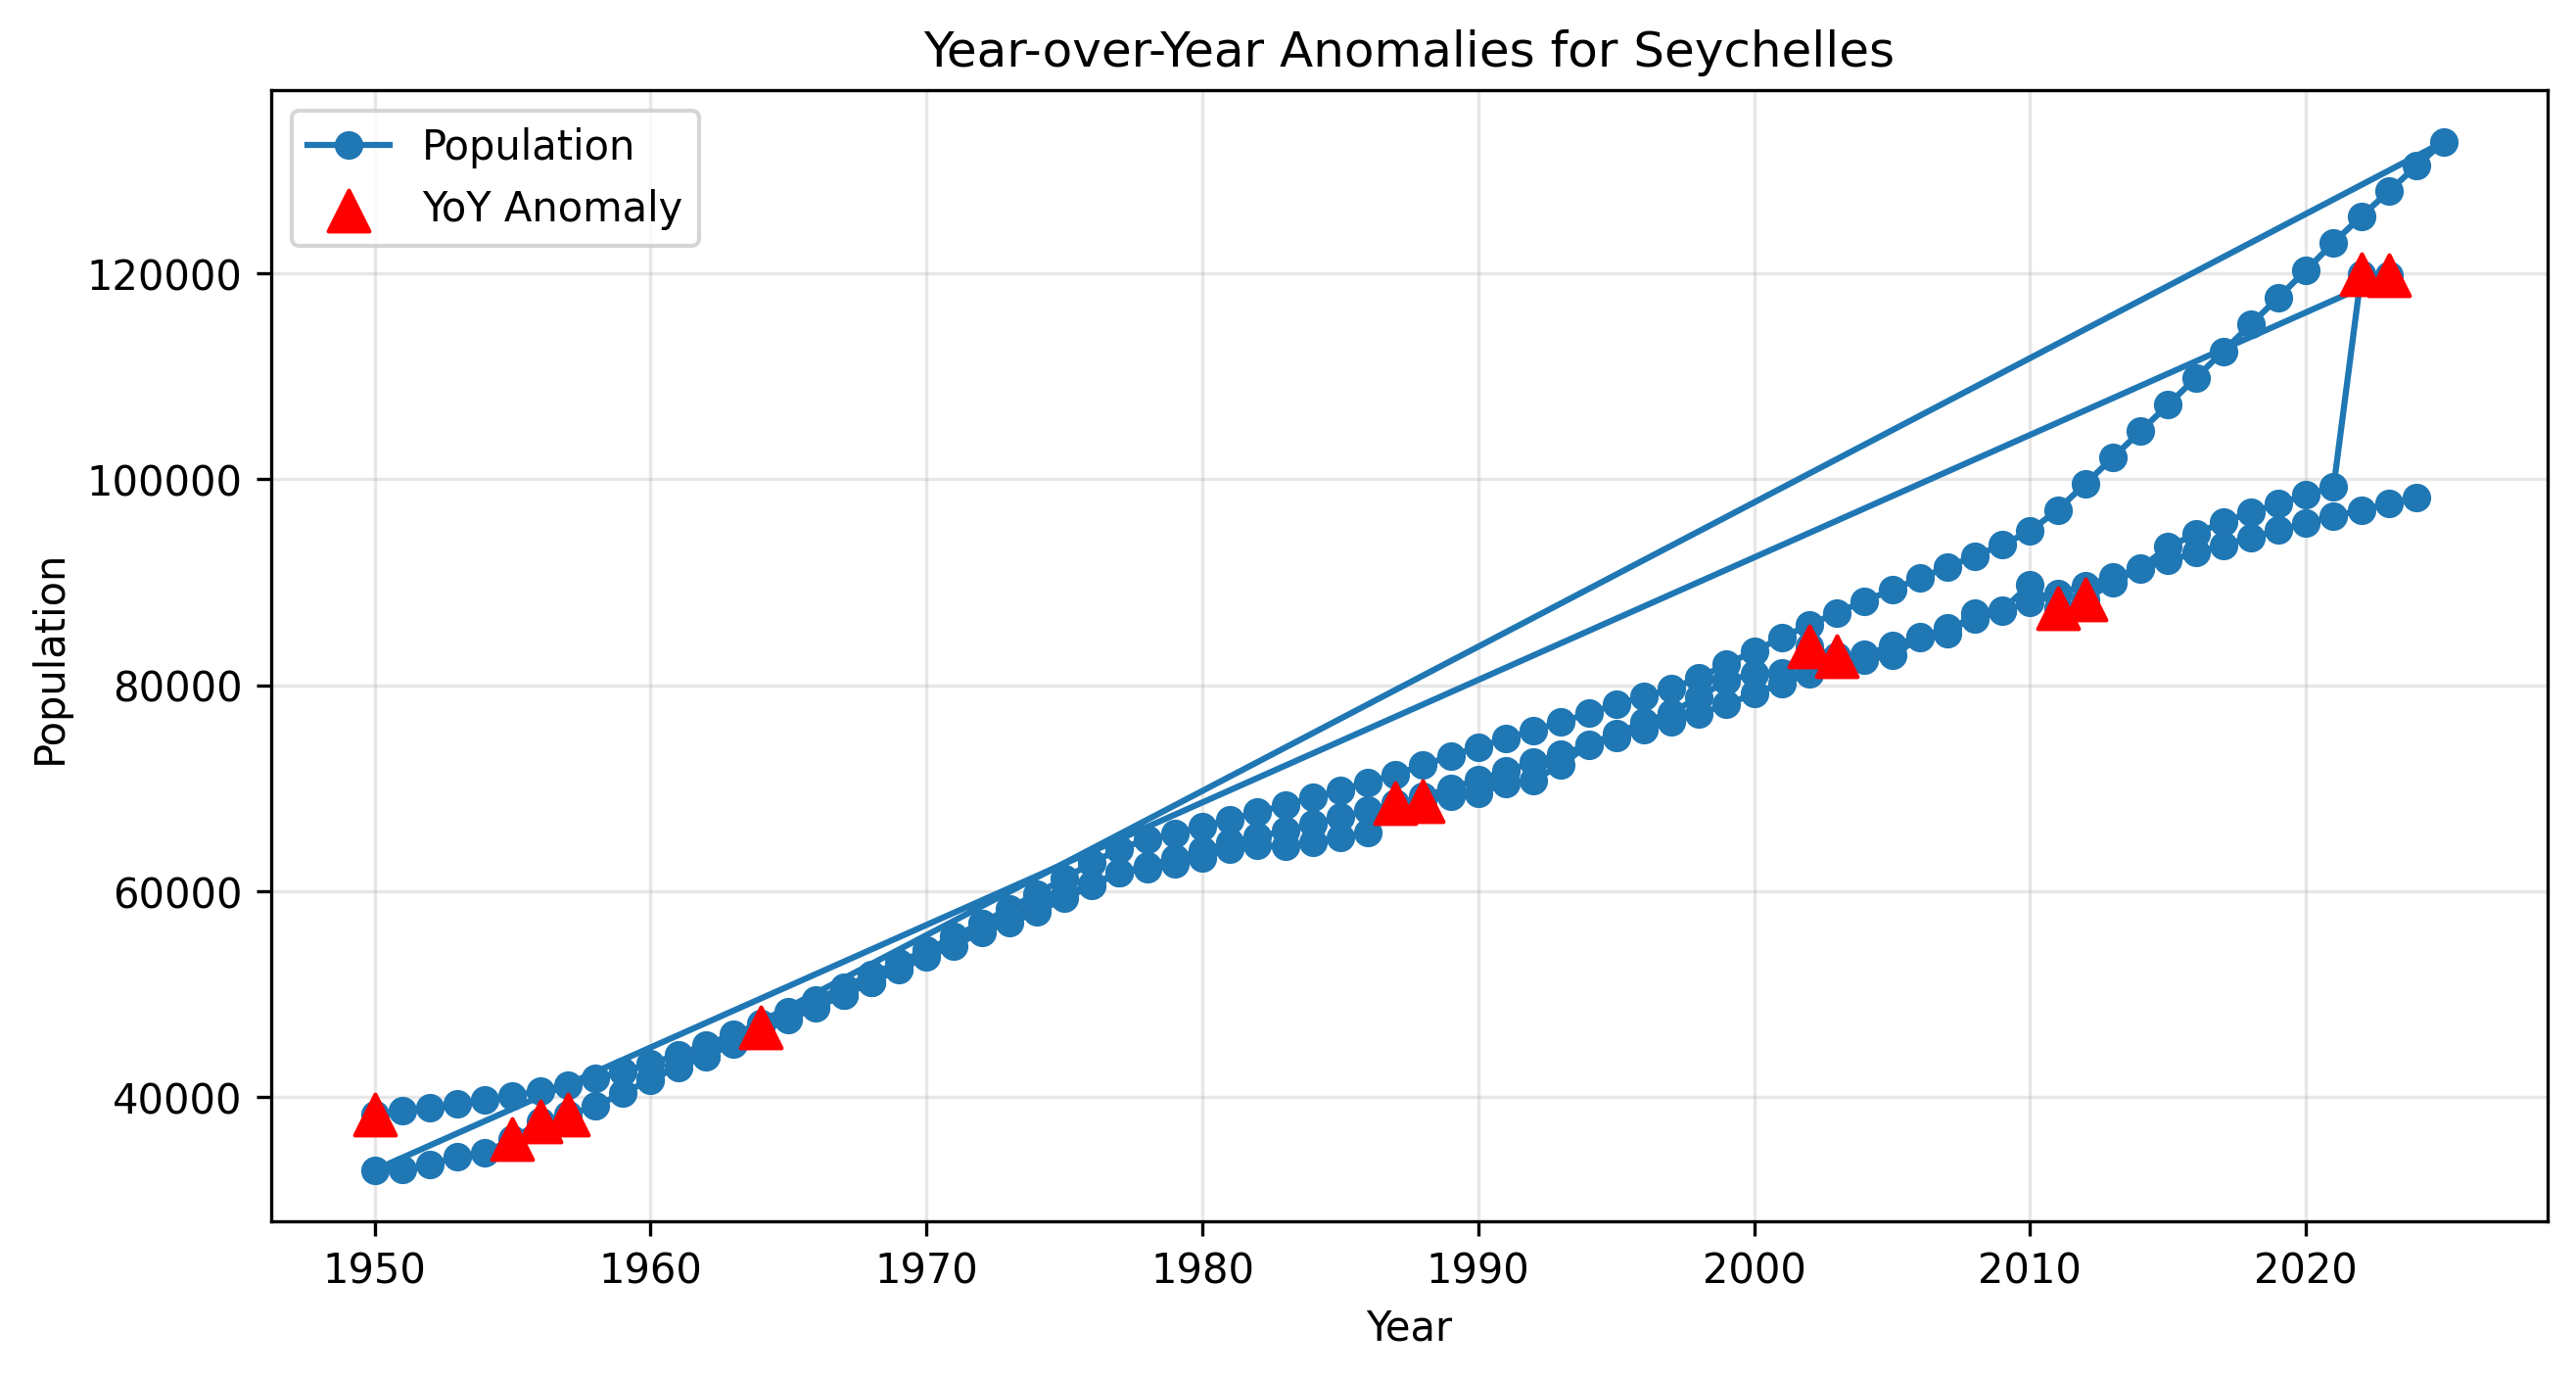 Year-over-Year Anomalies for Seychelles
Population
YoY Anomaly
120000
100000
80000
60000
40000
Population
1950 1960 1970 1980 1990 2000 2010 2020
Year